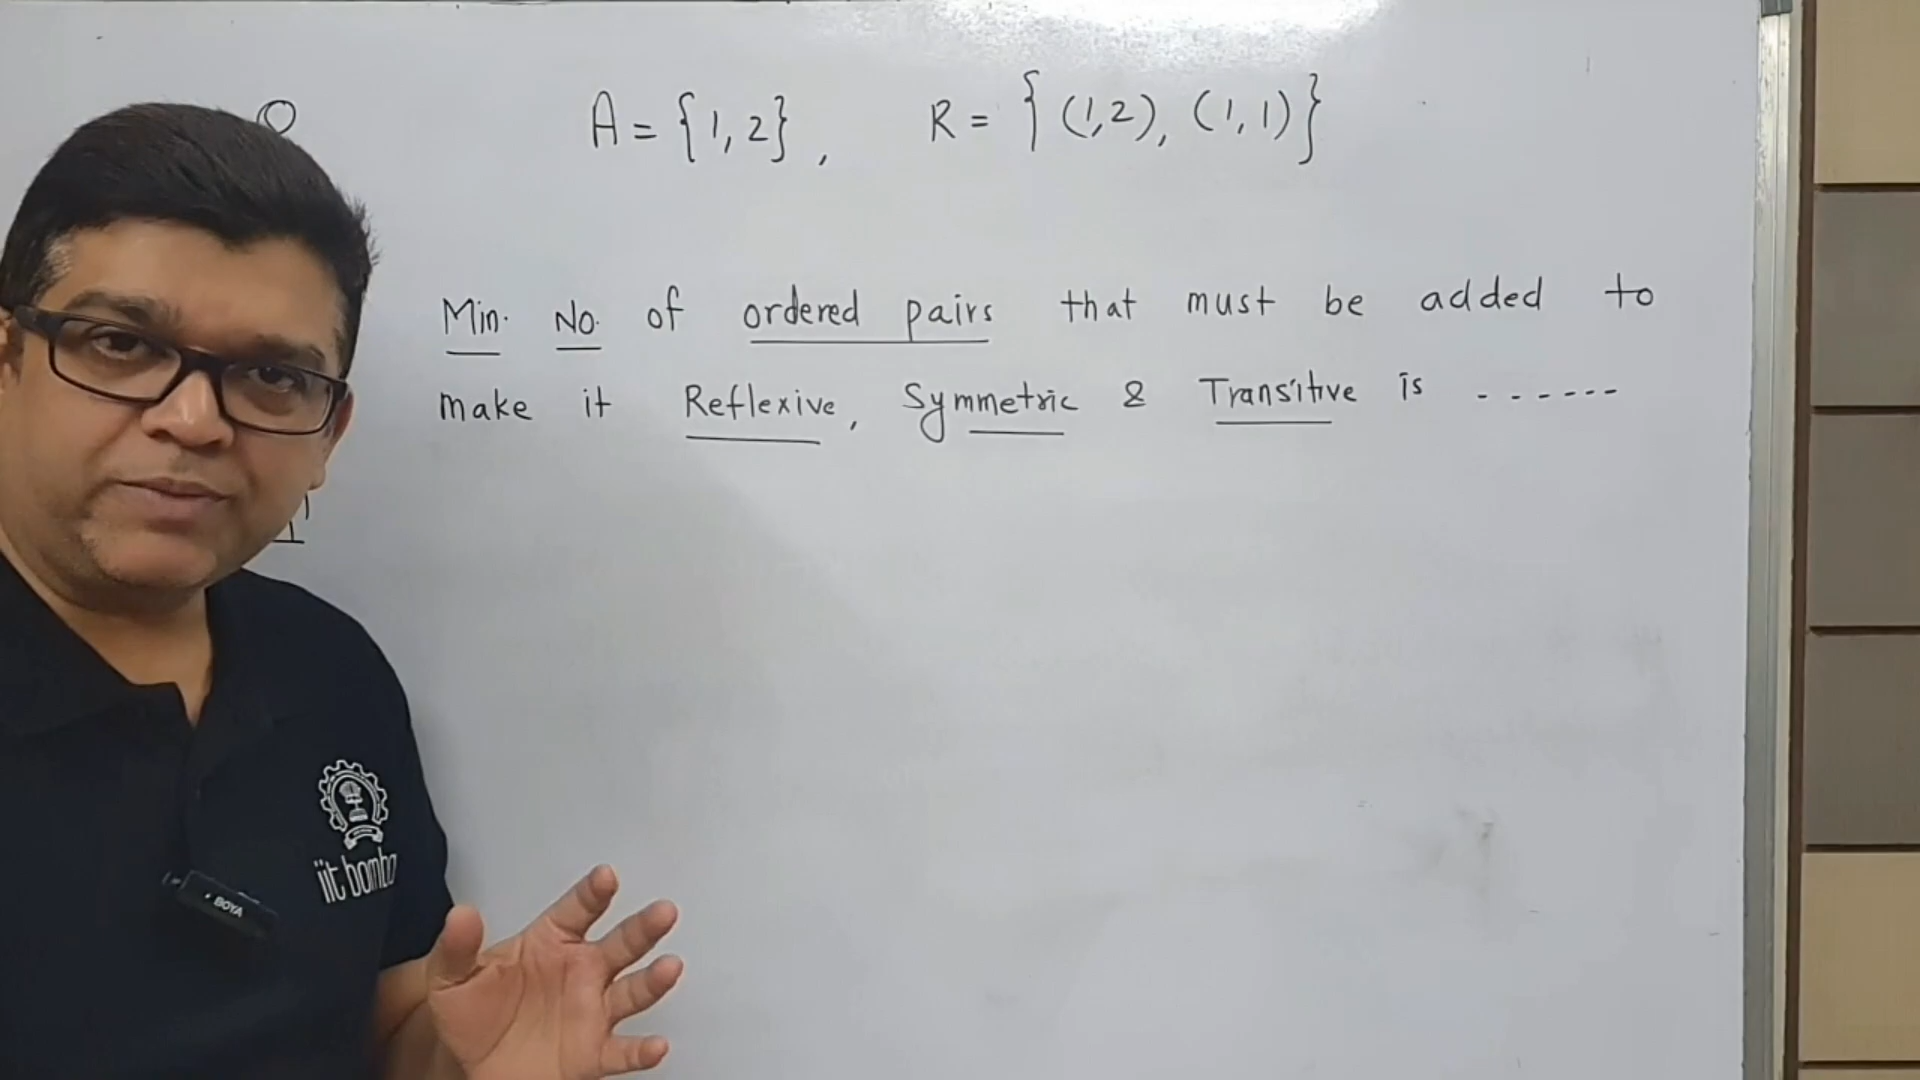 A = {1, 2} , R = { (1,2), (1,1)}
Min. No. of ordered pairs that must be added to
make it Reflexive, Symmetric & Transitive is ------
BOYA